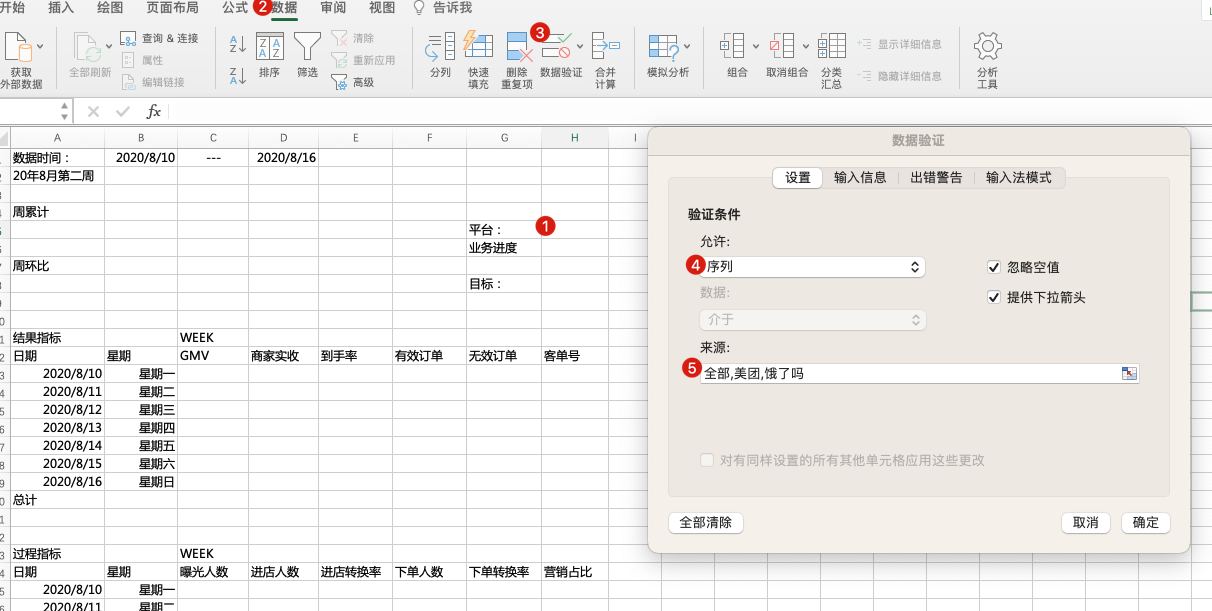 开始 插入 绘图 页面布局 公式 2 数据 审阅 视图 告诉我
获取外部数据 全部刷新 查询 & 连接 属性 编辑链接 排序 筛选 清除 重新应用 高级 分列 快速填充 删除重复项 3 数据验证 合并计算 模拟分析 组合 取消组合 分类汇总 显示详细信息 隐藏详细信息 分析工具
fx
A B C D E F G H I
数据时间： 2020/8/10 --- 2020/8/16
20年8月第二周
周累计
平台： 1
业务进度
周环比
目标：
结果指标 WEEK
日期 星期 GMV 商家实收 到手率 有效订单 无效订单 客单号
2020/8/10 星期一
2020/8/11 星期二
2020/8/12 星期三
2020/8/13 星期四
2020/8/14 星期五
2020/8/15 星期六
2020/8/16 星期日
总计
过程指标 WEEK
日期 星期 曝光人数 进店人数 进店转换率 下单人数 下单转换率 营销占比
2020/8/10 星期一
2020/8/11 星期二
数据验证
设置 输入信息 出错警告 输入法模式
验证条件
允许:
4 序列 忽略空值
数据: 提供下拉箭头
介于
来源:
5 全部,美团,饿了吗
对有同样设置的所有其他单元格应用这些更改
全部清除 取消 确定